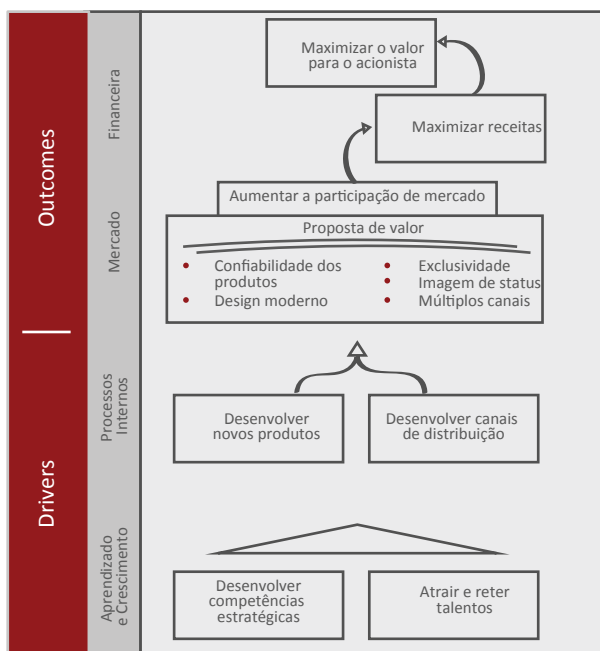 Outcomes
Drivers
Financeira
Mercado
Processos
Internos
Aprendizado
e Crescimento
Maximizar o valor
para o acionista
Maximizar receitas
Aumentar a participação de mercado
Proposta de valor
• Confiabilidade dos
produtos
• Design moderno
• Exclusividade
• Imagem de status
• Múltiplos canais
Desenvolver
novos produtos
Desenvolver canais
de distribuição
Desenvolver
competências
estratégicas
Atrair e reter
talentos